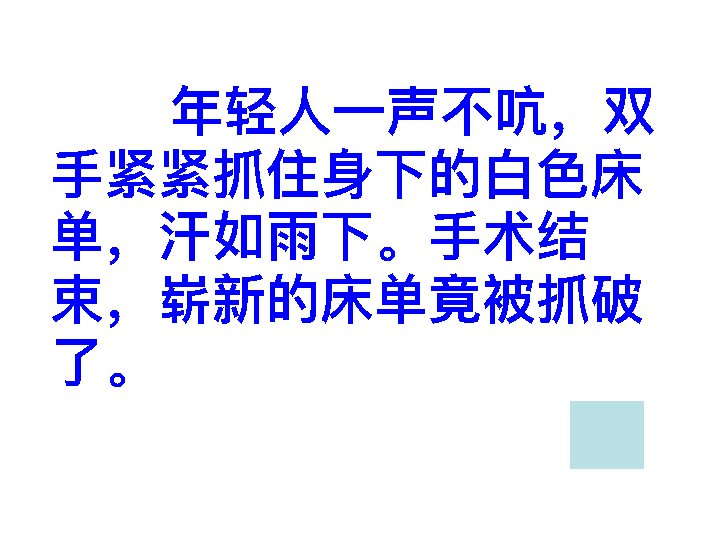 年轻人一声不吭，双
手紧紧抓住身下的白色床
单，汗如雨下。手术结
束，崭新的床单竟被抓破
了。